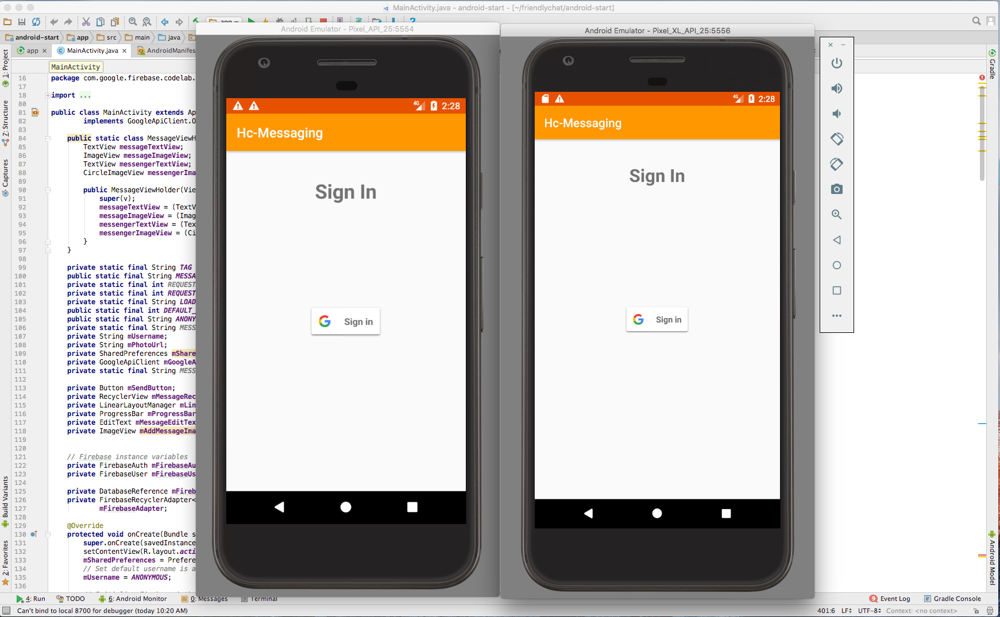 MainActivity.java - android-start - [~/friendlychat/android-start]
app
Android Emulator - Pixel_API_25:5554
Android Emulator - Pixel_XL_API_25:5556
android-start
app
src
main
java
app
MainActivity.java
AndroidManifes
MainActivity
16 package com.google.firebase.codelab.
17
18 import ...
80
81 public class MainActivity extends Ap
82 implements GoogleApiClient.O
83
84 public static class MessageViewH
85 TextView messageTextView;
86 ImageView messageImageView;
87 TextView messengerTextView;
88 CircleImageView messengerIma
89
90 public MessageViewHolder(Vie
91 super(v);
92 messageTextView = (TextV
93 messageImageView = (Imag
94 messengerTextView = (Tex
95 messengerImageView = (Ci
96 }
97 }
98
99 private static final String TAG
100 public static final String MESSA
101 private static final int REQUEST
102 private static final int REQUEST
103 private static final String LOAD
104 public static final int DEFAULT_
105 public static final String ANONY
106 private static final String MESS
107 private String mUsername;
108 private String mPhotoUrl;
109 private SharedPreferences mShare
110 private GoogleApiClient mGoogleA
111 private static final String MESS
112
113 private Button mSendButton;
114 private RecyclerView mMessageRec
115 private LinearLayoutManager mLin
116 private ProgressBar mProgressBar
117 private EditText mMessageEditTex
118 private ImageView mAddMessageIma
119
120
121 // Firebase instance variables
122 private FirebaseAuth mFirebaseAu
123 private FirebaseUser mFirebaseUs
124
125 private DatabaseReference mFireb
126 private FirebaseRecyclerAdapter<
127 mFirebaseAdapter;
128
129 @Override
130 protected void onCreate(Bundle s
131 super.onCreate(savedInstance
132 setContentView(R.layout.acti
133 mSharedPreferences = Prefere
134 // Set default username is a
135 mUsername = ANONYMOUS;
136
1: Project
7: Structure
Captures
Build Variants
2: Favorites
4G 2:28
Hc-Messaging
Sign In
G Sign in
4G 2:28
Hc-Messaging
Sign In
G Sign in
Gradle
Android Model
4: Run
TODO
6: Android Monitor
0: Messages
Terminal
9 Event Log
Gradle Console
Can't bind to local 8700 for debugger (today 10:20 AM)
401:6 LF÷ UTF-8÷ Context: <no context>